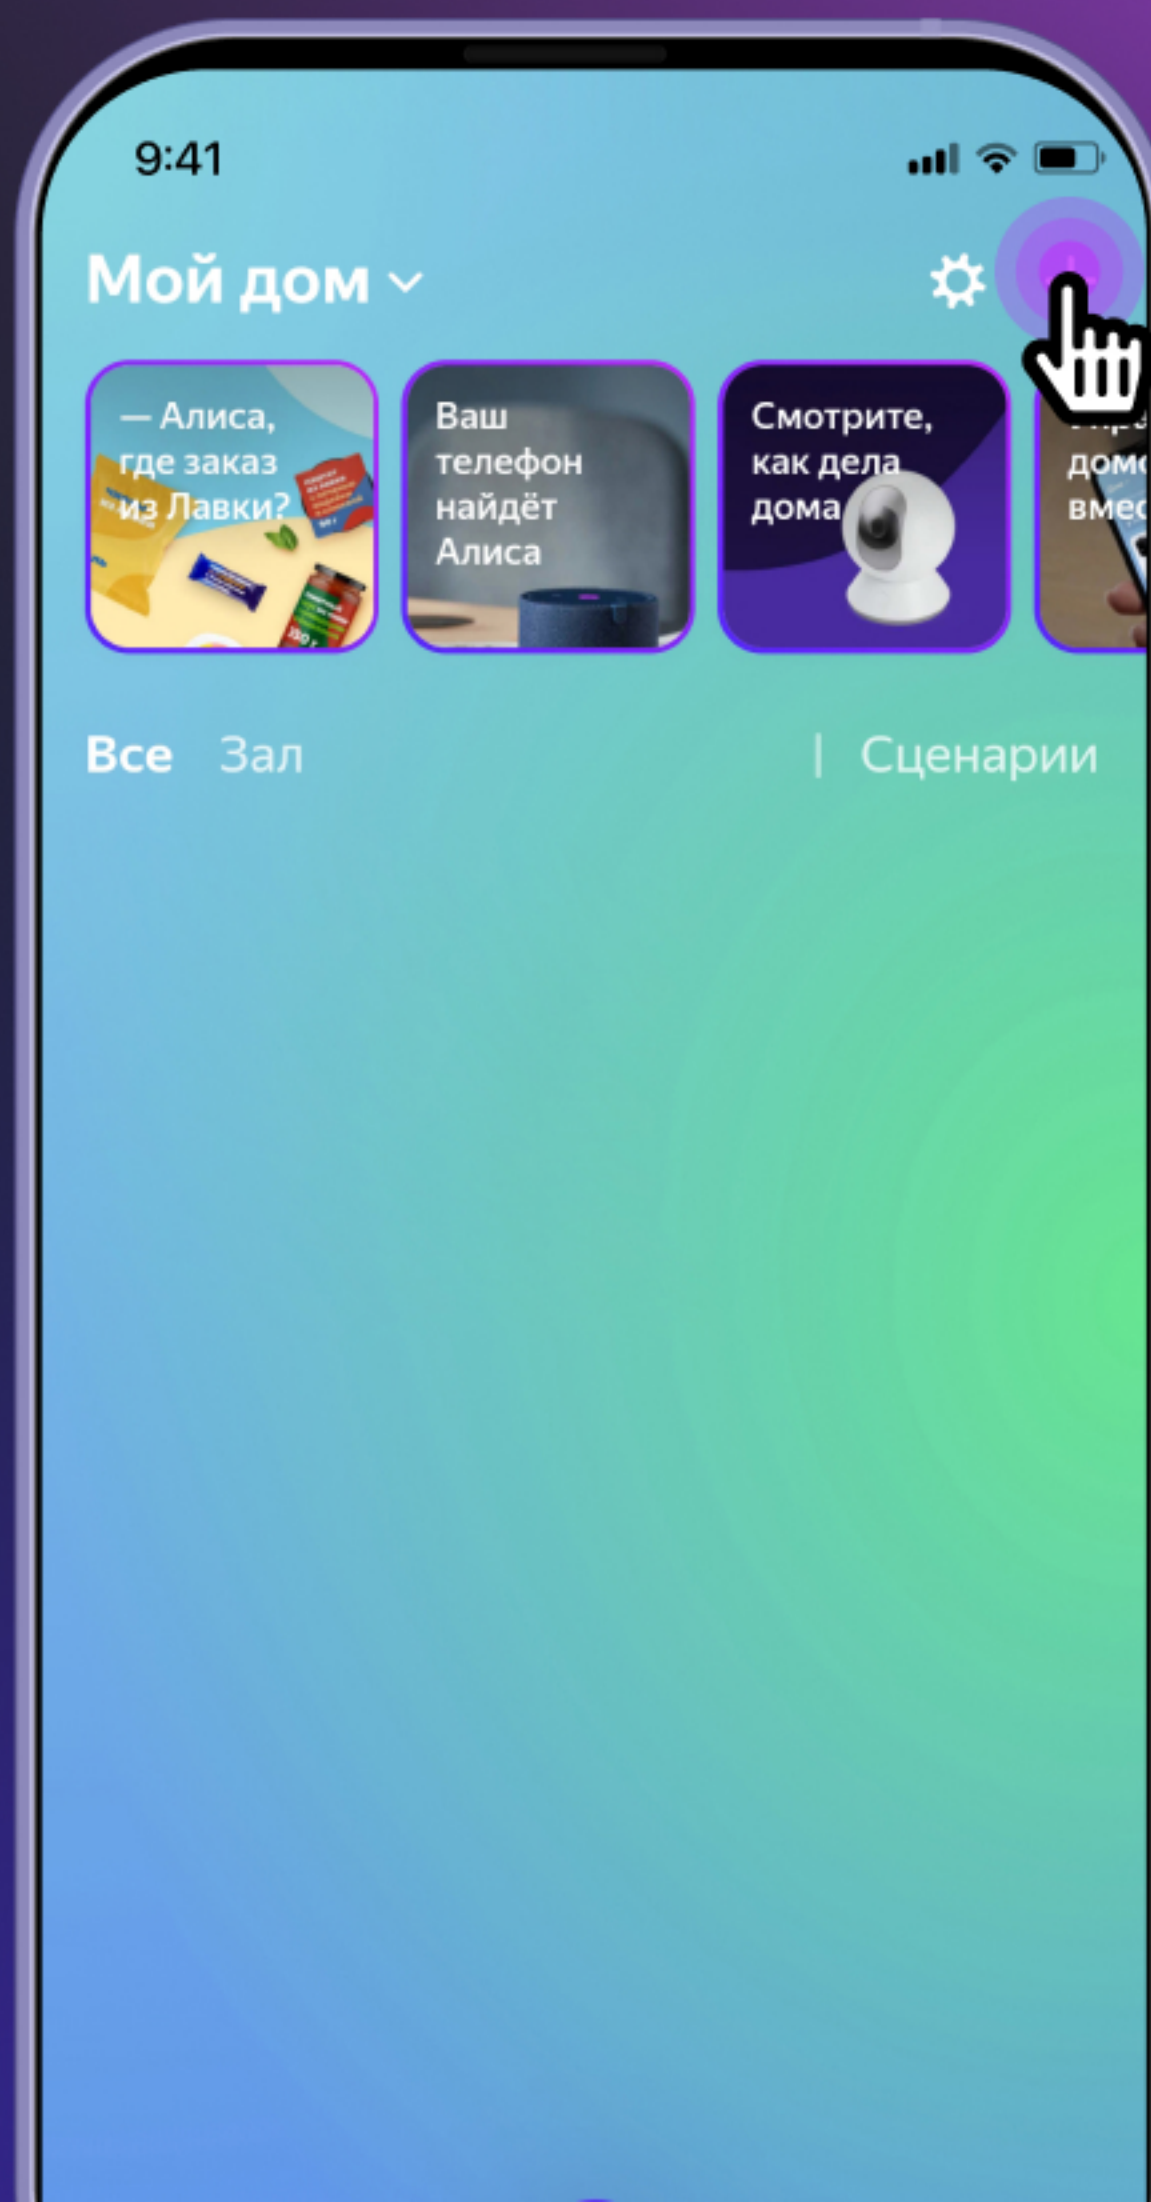 9:41
Мой дом
— Алиса,
где заказ
из Лавки?
Ваш
телефон
найдёт
Алиса
Смотрите,
как дела
дома
Все
Зал
| Сценарии